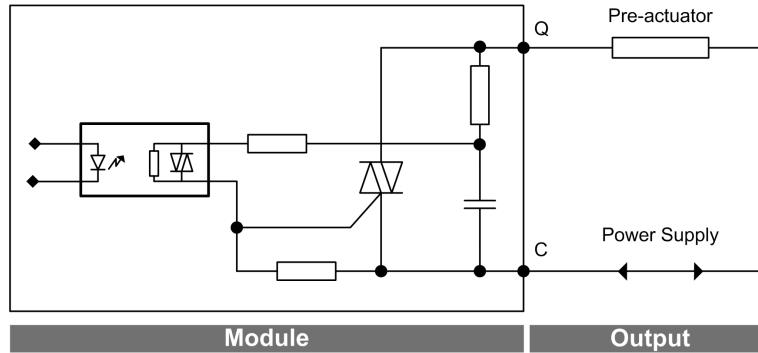 Pre-actuator
Q
C
Power Supply
Module
Output